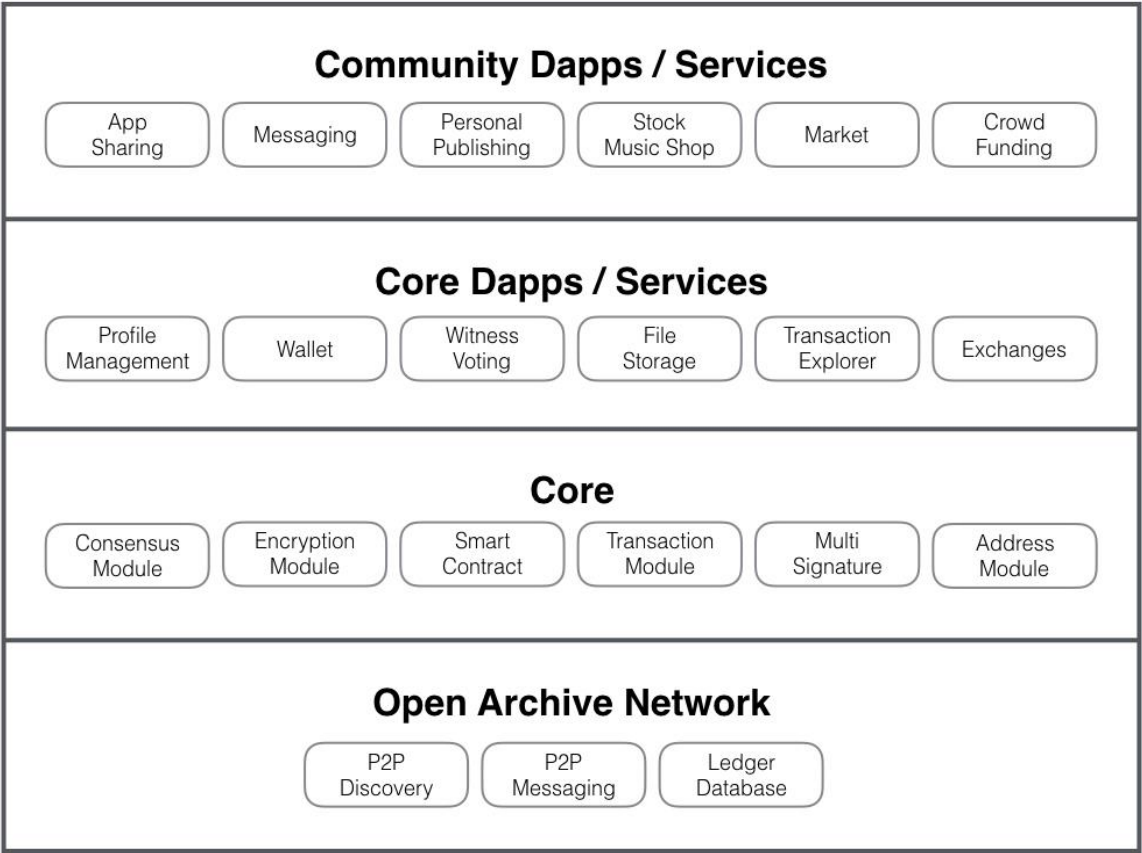 Community Dapps / Services
App
Sharing
Messaging
Personal
Publishing
Stock
Music Shop
Market
Crowd
Funding
Core Dapps / Services
Profile
Management
Wallet
Witness
Voting
File
Storage
Transaction
Explorer
Exchanges
Core
Consensus
Module
Encryption
Module
Smart
Contract
Transaction
Module
Multi
Signature
Address
Module
Open Archive Network
P2P
Discovery
P2P
Messaging
Ledger
Database